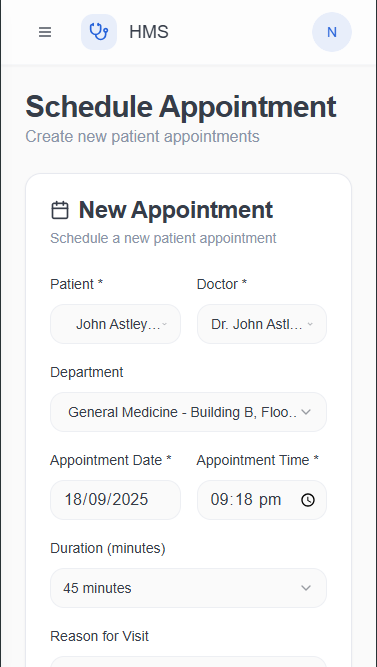 HMS
N
Schedule Appointment
Create new patient appointments
New Appointment
Schedule a new patient appointment
Patient * Doctor *
John Astley... Dr. John Astl...
Department
General Medicine - Building B, Floo..
Appointment Date * Appointment Time *
18/09/2025 09:18 pm
Duration (minutes)
45 minutes
Reason for Visit